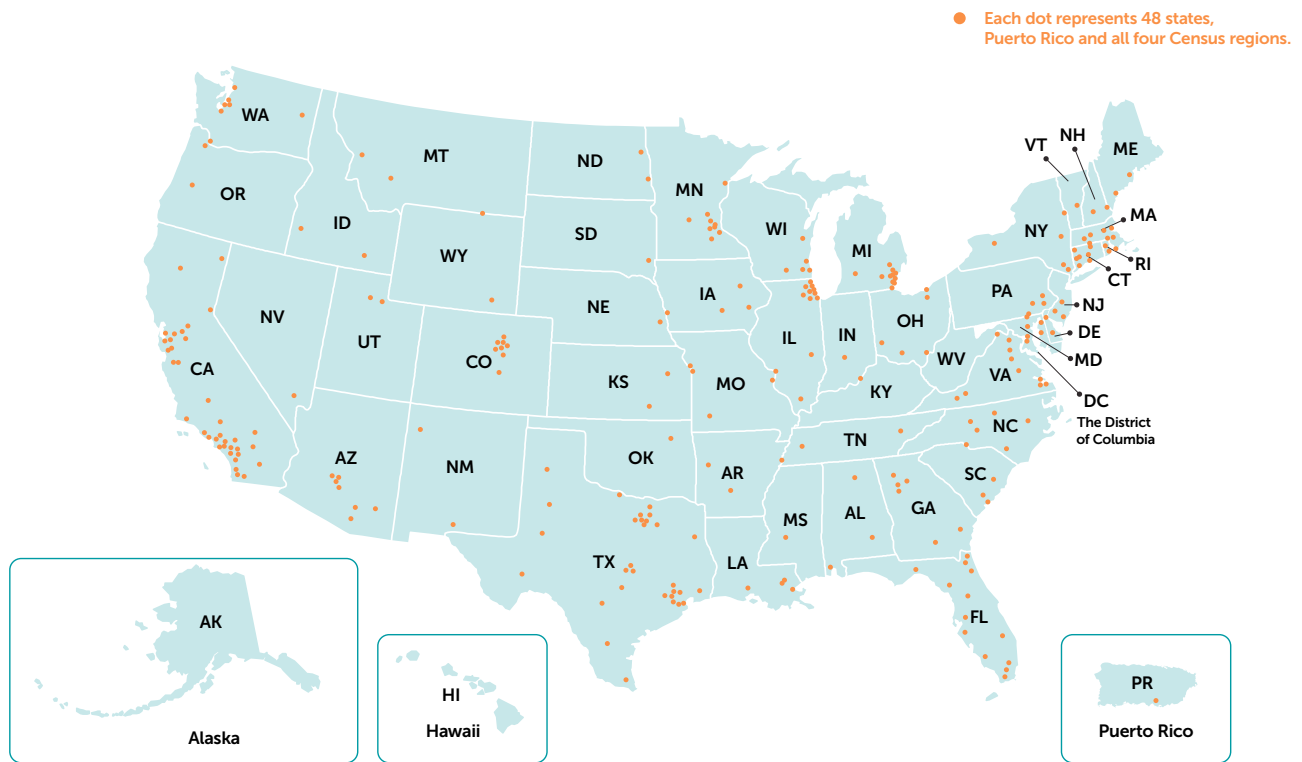 Each dot represents 48 states,
Puerto Rico and all four Census regions.
WA
MT
ND
MN
VT
NH
ME
OR
ID
WY
SD
WI
MI
NY
MA
RI
CT
NV
UT
CO
NE
IA
IL
IN
OH
PA
NJ
DE
MD
DC
The District
of Columbia
CA
KS
MO
KY
WV
VA
AZ
NM
OK
AR
TN
NC
SC
TX
LA
MS
AL
GA
FL
AK
Alaska
HI
Hawaii
PR
Puerto Rico